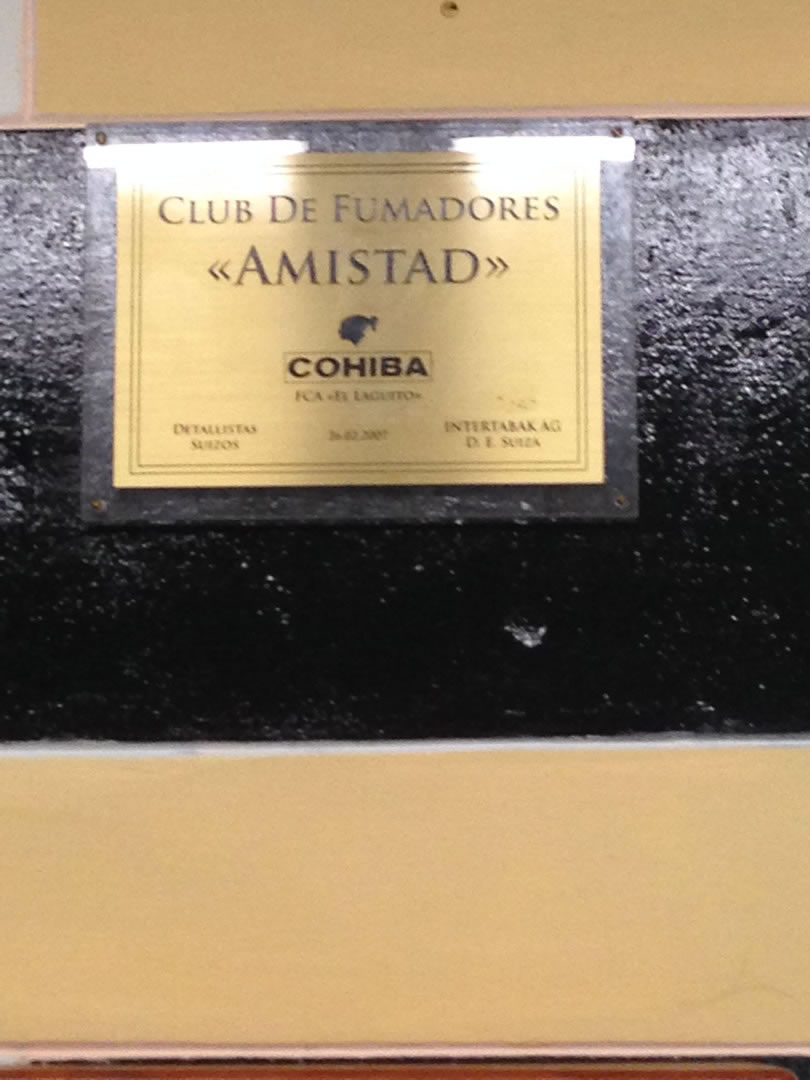 CLUB DE FUMADORES
«AMISTAD»
COHIBA
FCA «EL LAGUITO»
DETALLISTAS
SUIZOS
26.02.2007
INTERTABAK AG
D. E. SUIZA